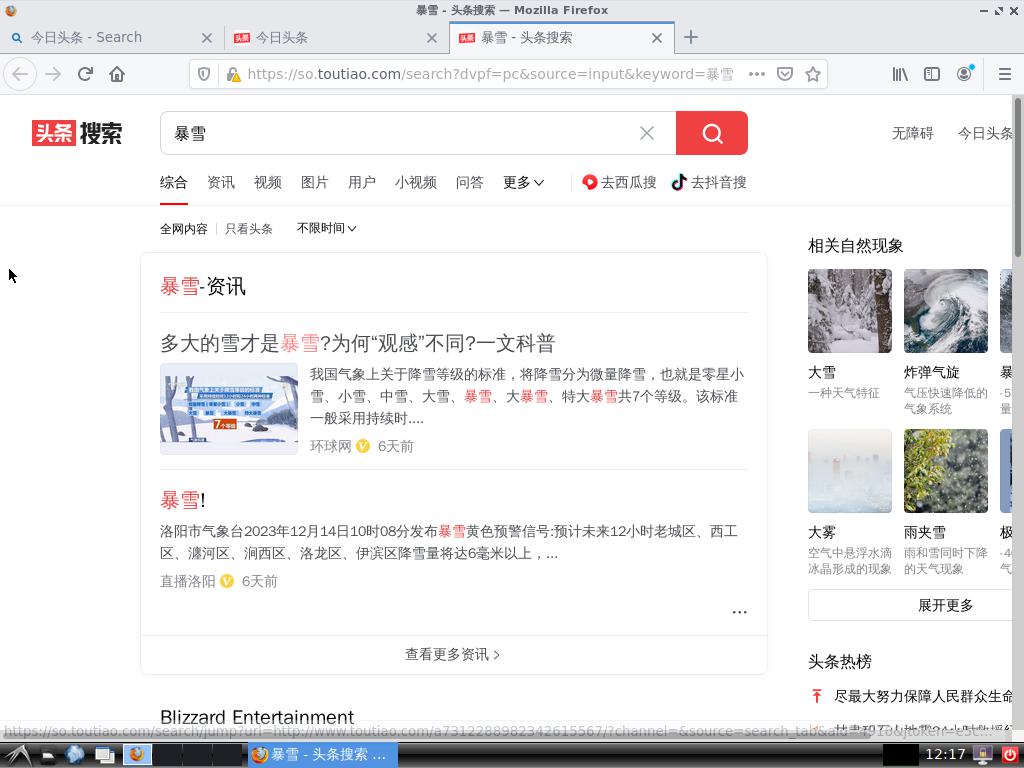 暴雪 - 头条搜索 — Mozilla Firefox
今日头条 - Search
今日头条
暴雪 - 头条搜索
https://so.toutiao.com/search?dvpf=pc&source=input&keyword=暴雪
头条搜索
暴雪
无障碍
今日头条
综合
资讯
视频
图片
用户
小视频
问答
更多
去西瓜搜
去抖音搜
全网内容
只看头条
不限时间
暴雪-资讯
多大的雪才是暴雪?为何“观感”不同?一文科普
我国气象上关于降雪等级的标准，将降雪分为微量降雪，也就是零星小
雪、小雪、中雪、大雪、暴雪、大暴雪、特大暴雪共7个等级。该标准
一般采用持续时....
环球网 6天前
7个等级
暴雪!
洛阳市气象台2023年12月14日10时08分发布暴雪黄色预警信号:预计未来12小时老城区、西工
区、瀍河区、涧西区、洛龙区、伊滨区降雪量将达6毫米以上，...
直播洛阳 6天前
查看更多资讯
Blizzard Entertainment
相关自然现象
大雪
一种天气特征
炸弹气旋
气压快速降低的
气象系统
大雾
空气中悬浮水滴
冰晶形成的现象
雨夹雪
雨和雪同时下降
的天气现象
展开更多
头条热榜
尽最大努力保障人民群众生命
暴雪 - 头条搜索 ...
12:17